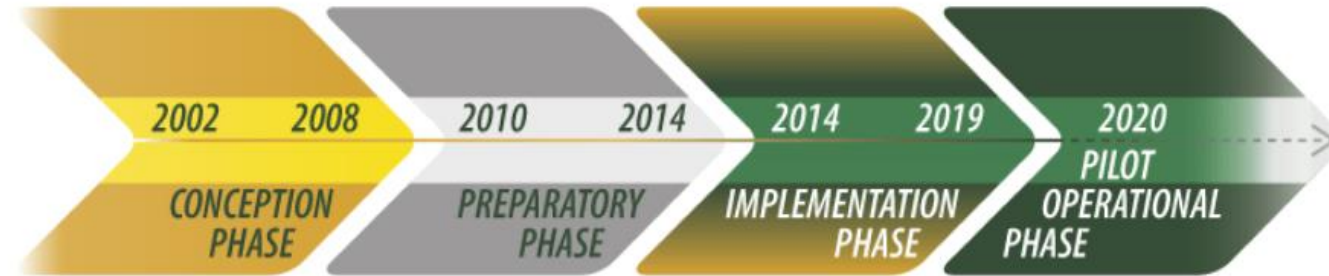 2002 2008
CONCEPTION
PHASE
2010 2014
PREPARATORY
PHASE
2014 2019
IMPLEMENTATION
PHASE
2020
PILOT
OPERATIONAL
PHASE